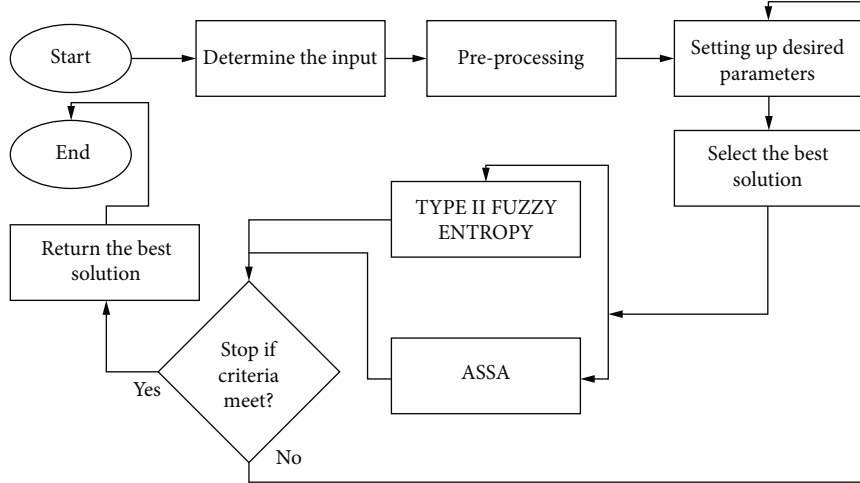 Start
Determine the input
Pre-processing
Setting up desired
parameters
Select the best
solution
End
TYPE II FUZZY
ENTROPY
Return the best
solution
ASSA
Stop if
criteria
meet?
Yes
No